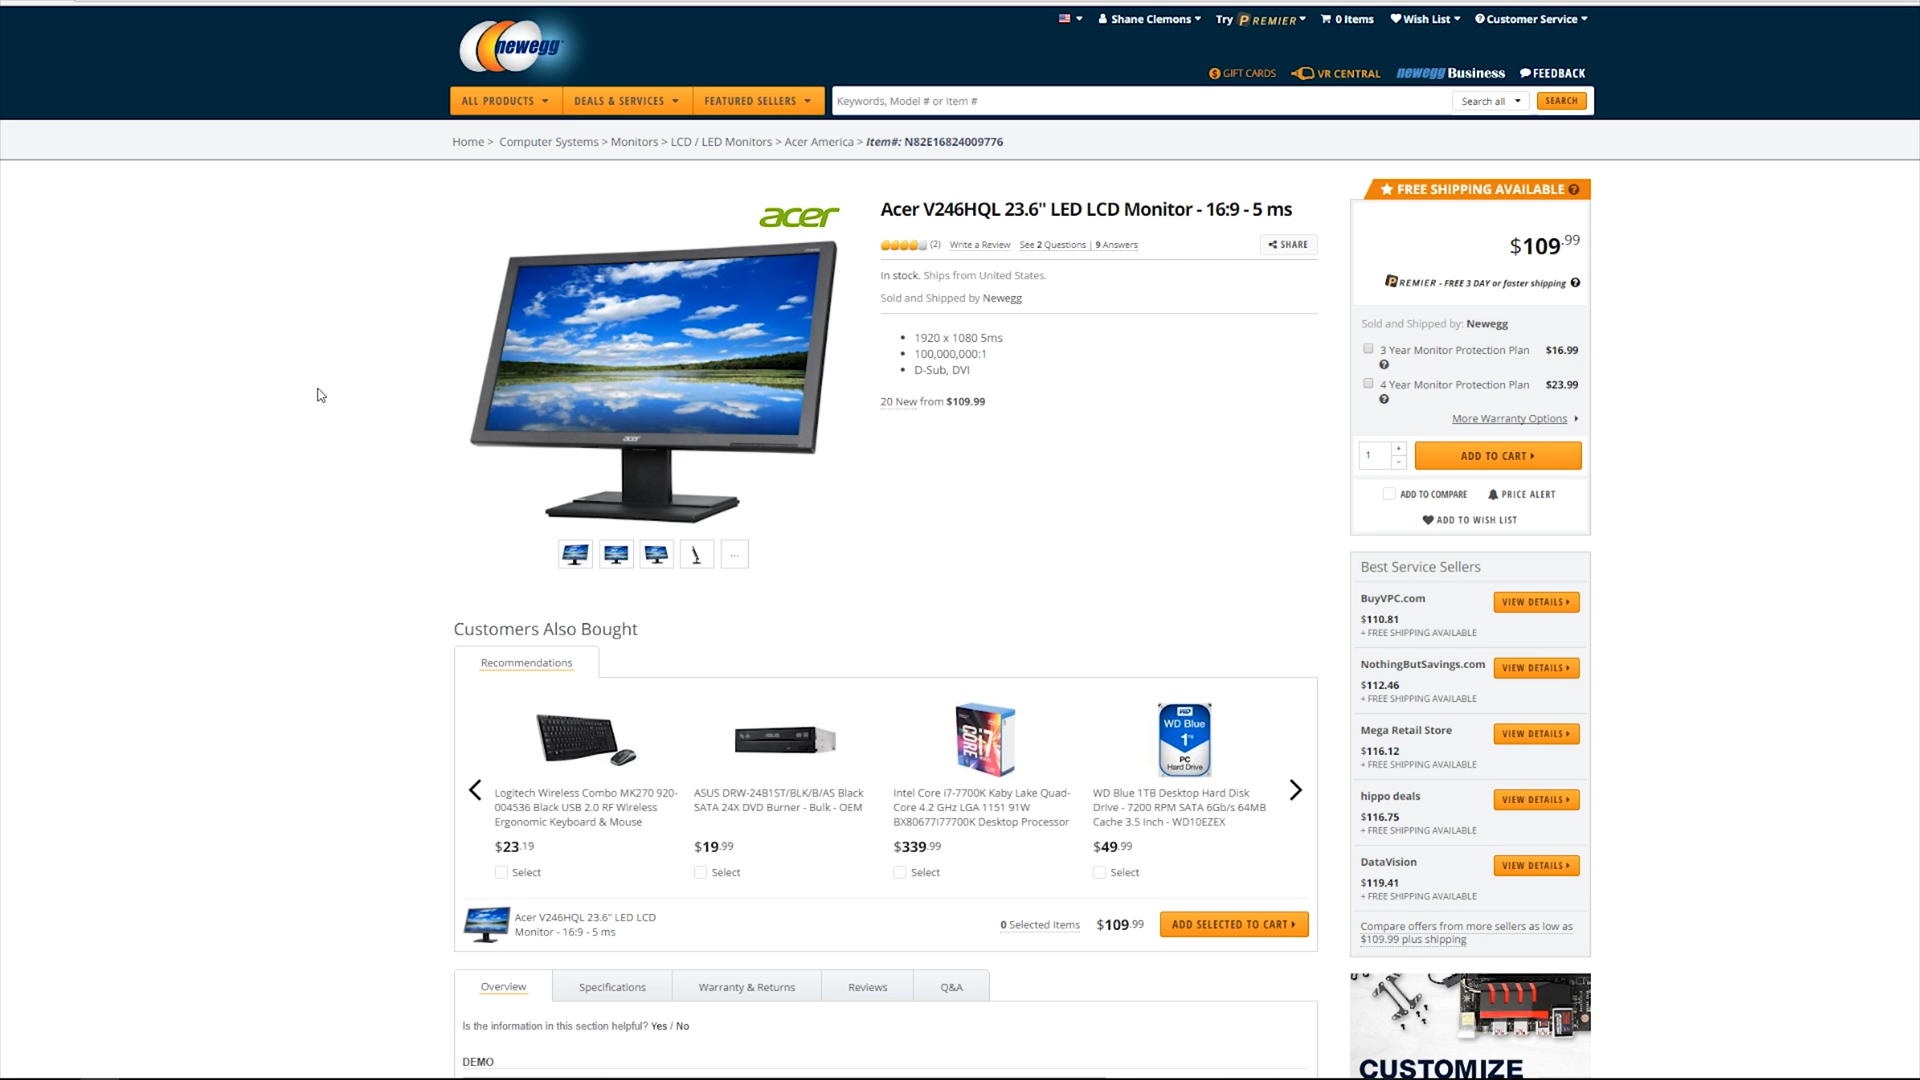 Shane Clemons
Try PREMIER
0 Items
Wish List
Customer Service
newegg
GIFT CARDS
VR CENTRAL
newegg Business
FEEDBACK
ALL PRODUCTS
DEALS & SERVICES
FEATURED SELLERS
Keywords, Model # or Item #
Search all
SEARCH
Home > Computer Systems > Monitors > LCD / LED Monitors > Acer America > Item#: N82E16824009776
acer
acer
Acer V246HQL 23.6" LED LCD Monitor - 16:9 - 5 ms
(2) Write a Review See 2 Questions | 9 Answers
SHARE
In stock. Ships from United States.
Sold and Shipped by Newegg
1920 x 1080 5ms
100,000,000:1
D-Sub, DVI
20 New from $109.99
...
FREE SHIPPING AVAILABLE ?
$109.99
PREMIER - FREE 3 DAY or faster shipping ?
Sold and Shipped by: Newegg
3 Year Monitor Protection Plan $16.99
?
4 Year Monitor Protection Plan $23.99
?
More Warranty Options
1
+
-
ADD TO CART
ADD TO COMPARE
PRICE ALERT
ADD TO WISH LIST
Best Service Sellers
BuyVPC.com
VIEW DETAILS
$110.81
+ FREE SHIPPING AVAILABLE
NothingButSavings.com
VIEW DETAILS
$112.46
+ FREE SHIPPING AVAILABLE
Mega Retail Store
VIEW DETAILS
$116.12
+ FREE SHIPPING AVAILABLE
hippo deals
VIEW DETAILS
$116.75
+ FREE SHIPPING AVAILABLE
DataVision
VIEW DETAILS
$119.41
+ FREE SHIPPING AVAILABLE
Compare offers from more sellers as low as
$109.99 plus shipping
CUSTOMIZE
Customers Also Bought
Recommendations
CORE i7
WD
WD Blue
1TB
PC
Hard Drive
Logitech Wireless Combo MK270 920-
004536 Black USB 2.0 RF Wireless
Ergonomic Keyboard & Mouse
$23.19
Select
ASUS DRW-24B1ST/BLK/B/AS Black
SATA 24X DVD Burner - Bulk - OEM
$19.99
Select
Intel Core i7-7700K Kaby Lake Quad-
Core 4.2 GHz LGA 1151 91W
BX80677I77700K Desktop Processor
$339.99
Select
WD Blue 1TB Desktop Hard Disk
Drive - 7200 RPM SATA 6Gb/s 64MB
Cache 3.5 Inch - WD10EZEX
$49.99
Select
Acer V246HQL 23.6" LED LCD
Monitor - 16:9 - 5 ms
0 Selected Items $109.99
ADD SELECTED TO CART
Overview
Specifications
Warranty & Returns
Reviews
Q&A
Is the information in this section helpful? Yes / No
DEMO